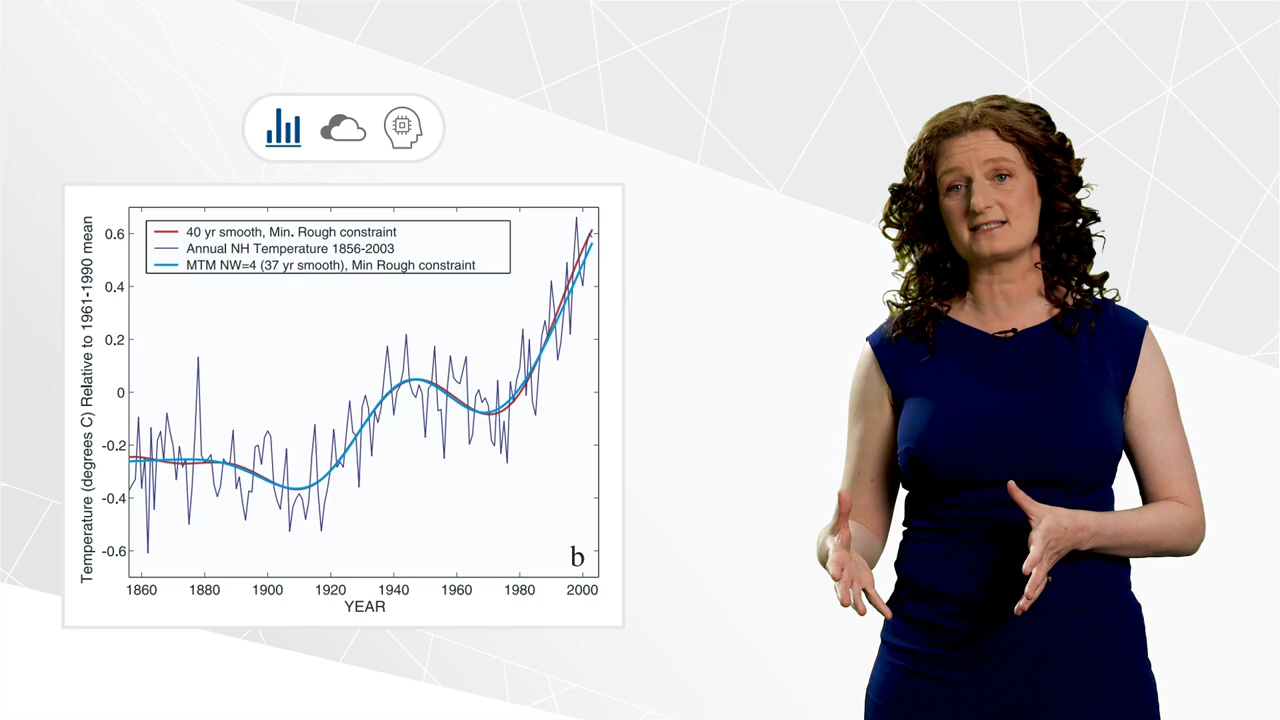 40 yr smooth, Min. Rough constraint
Annual NH Temperature 1856-2003
MTM NW=4 (37 yr smooth), Min Rough constraint
Temperature (degrees C) Relative to 1961-1990 mean
0.6
0.4
0.2
0
-0.2
-0.4
-0.6
b
1860 1880 1900 1920 1940 1960 1980 2000
YEAR